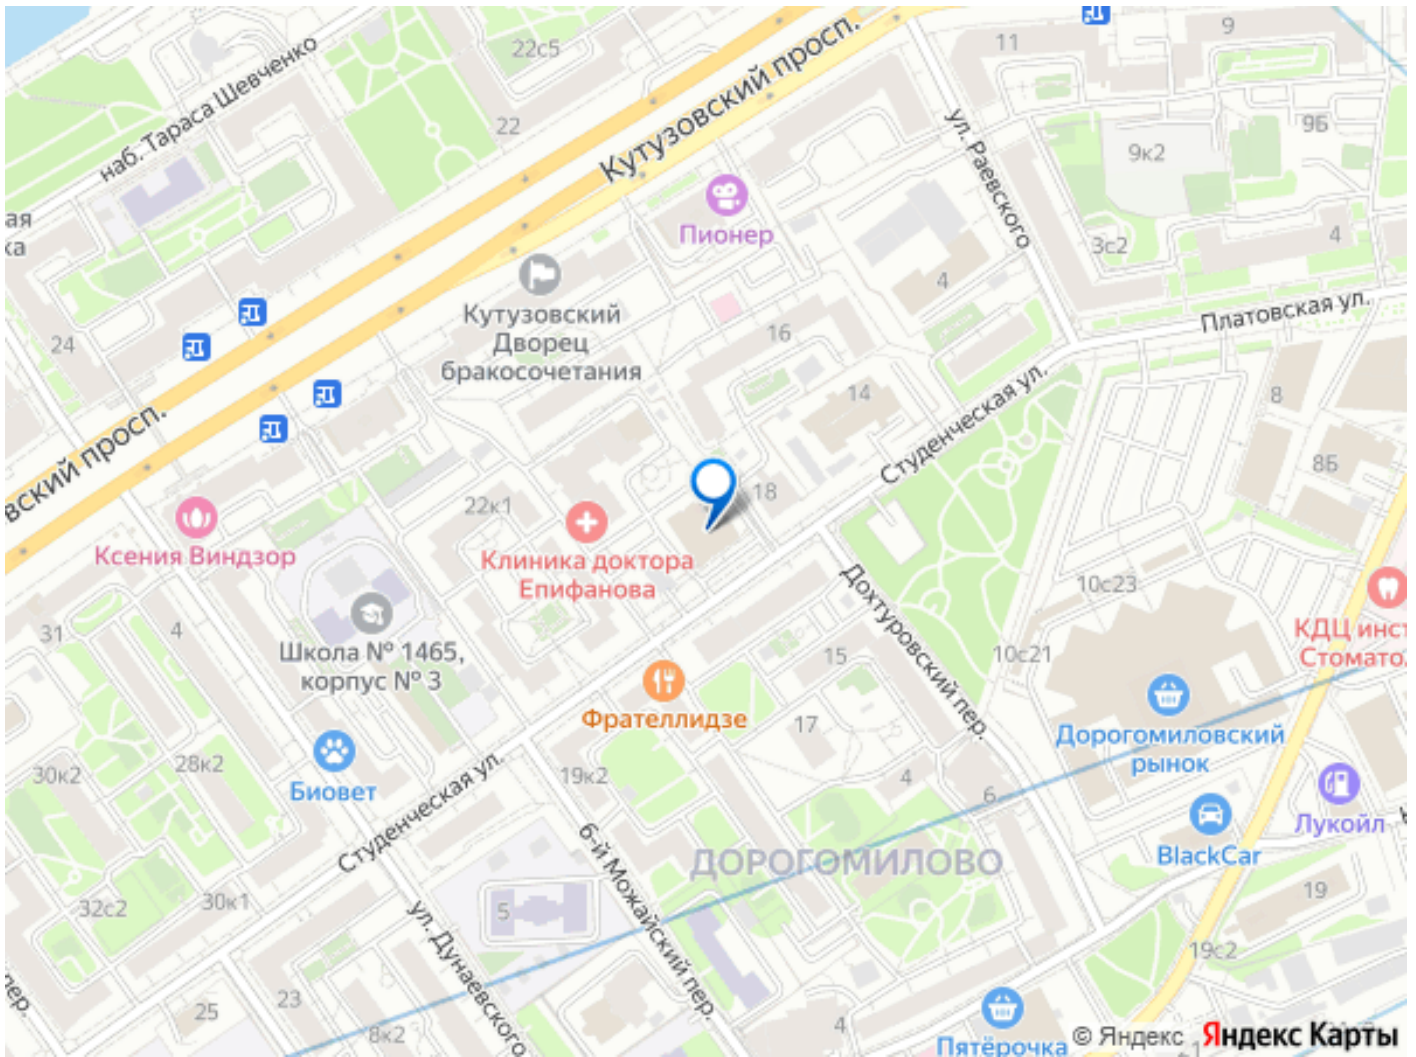 22с5
Кутузовский просп.
11
9
наб. Тараса Шевченко
22
ул. Раевского
9Б
9к2
ая
ка
Пионер
3с2
4
4
Кутузовский
Дворец
бракосочетания
Платовская ул.
24
16
14
8
Студенческая ул.
вский просп.
8Б
22к1
18
Ксения Виндзор
Клиника доктора
Епифанова
Дохтуровский пер.
10с23
31
4
Школа № 1465,
корпус № 3
15
10с21
КДЦ инст
Стомато
Фрателлидзе
17
Дорогомиловский
рынок
30к2
28к2
Биовет
19к2
4
6
Лукойл
Студенческая ул.
6-й Можайский пер.
ДОРОГОМИЛОВО
BlackCar
32с2
30к1
5
19
ул. Дунаевского
19с2
пер.
23
25
8к2
4
Пятёрочка
© Яндекс
Яндекс Карты